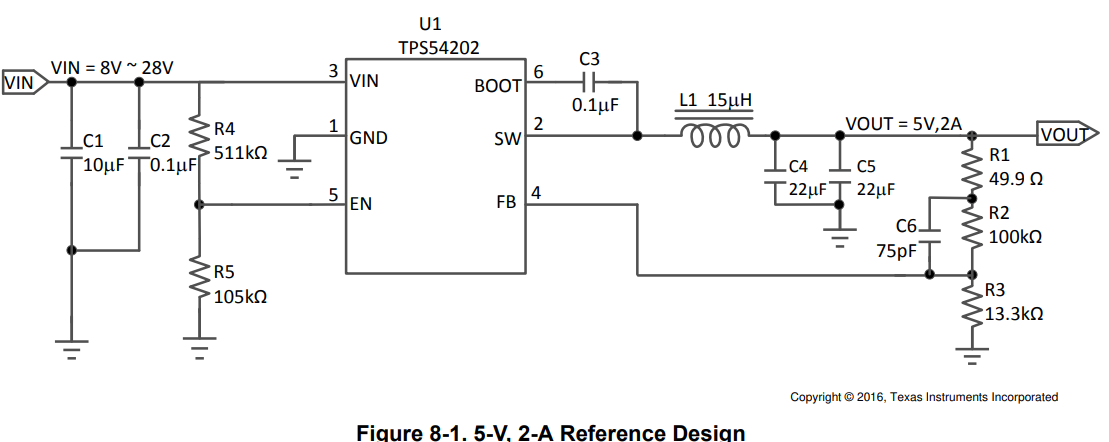 U1
TPS54202
VIN
VIN = 8V ~ 28V
3
VIN
BOOT
6
C3
0.1µF
L1 15µH
1
GND
SW
2
VOUT = 5V,2A
VOUT
C1
10µF
C2
0.1µF
R4
511kΩ
C4
22µF
C5
22µF
R1
49.9 Ω
5
EN
FB
4
C6
75pF
R2
100kΩ
R5
105kΩ
R3
13.3kΩ
Copyright © 2016, Texas Instruments Incorporated
Figure 8-1. 5-V, 2-A Reference Design